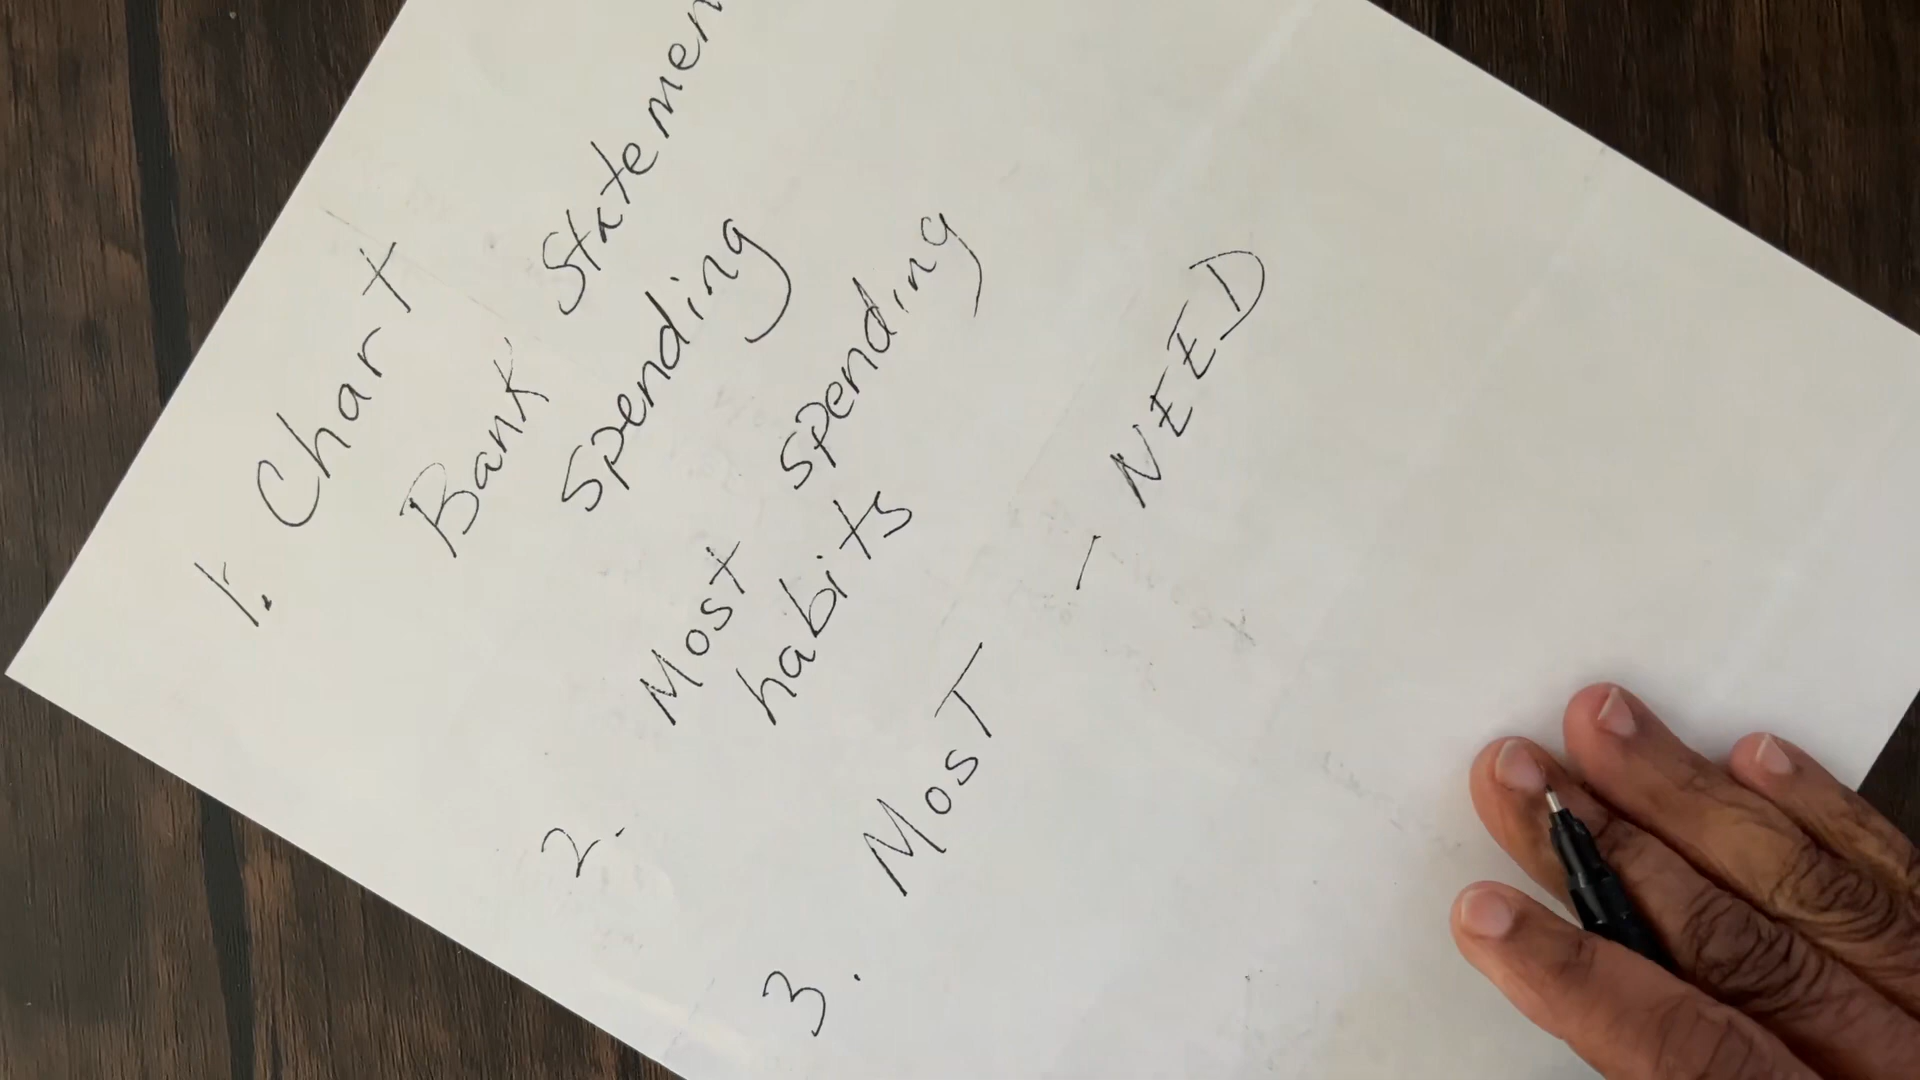 1. Chart
Bank Statemen
spending
2. Most spending
habits
3. MosT - NEED